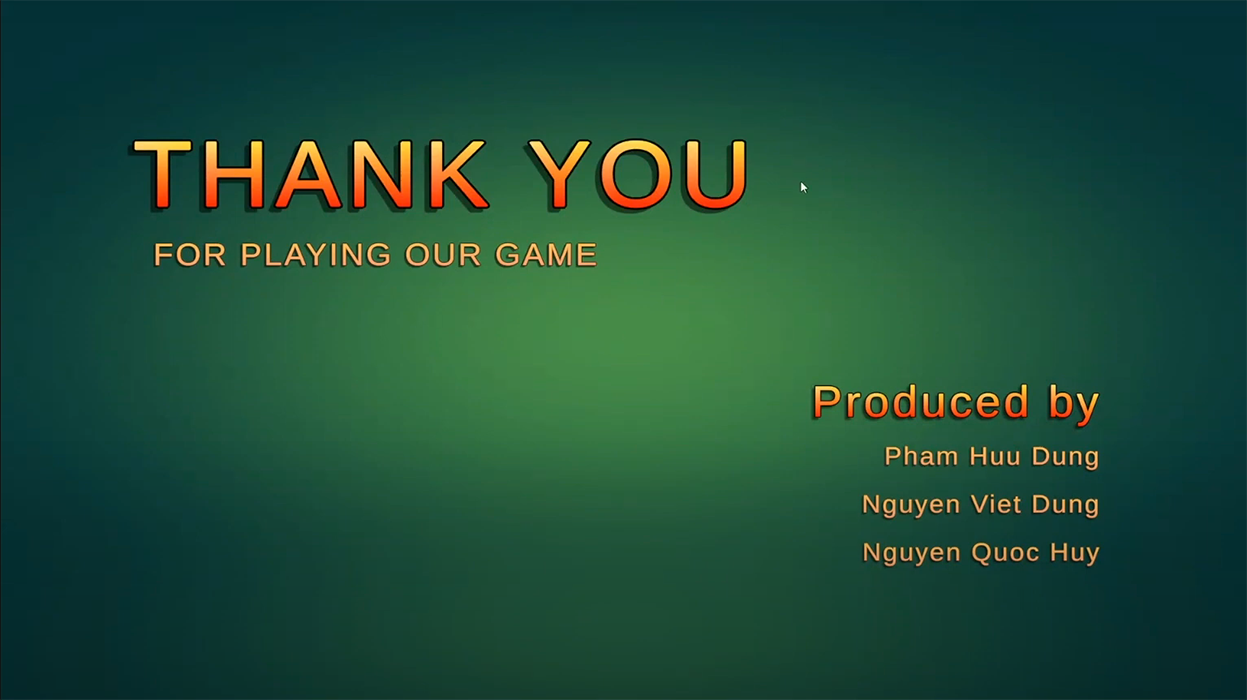 THANK YOU
FOR PLAYING OUR GAME
Produced by
Pham Huu Dung
Nguyen Viet Dung
Nguyen Quoc Huy